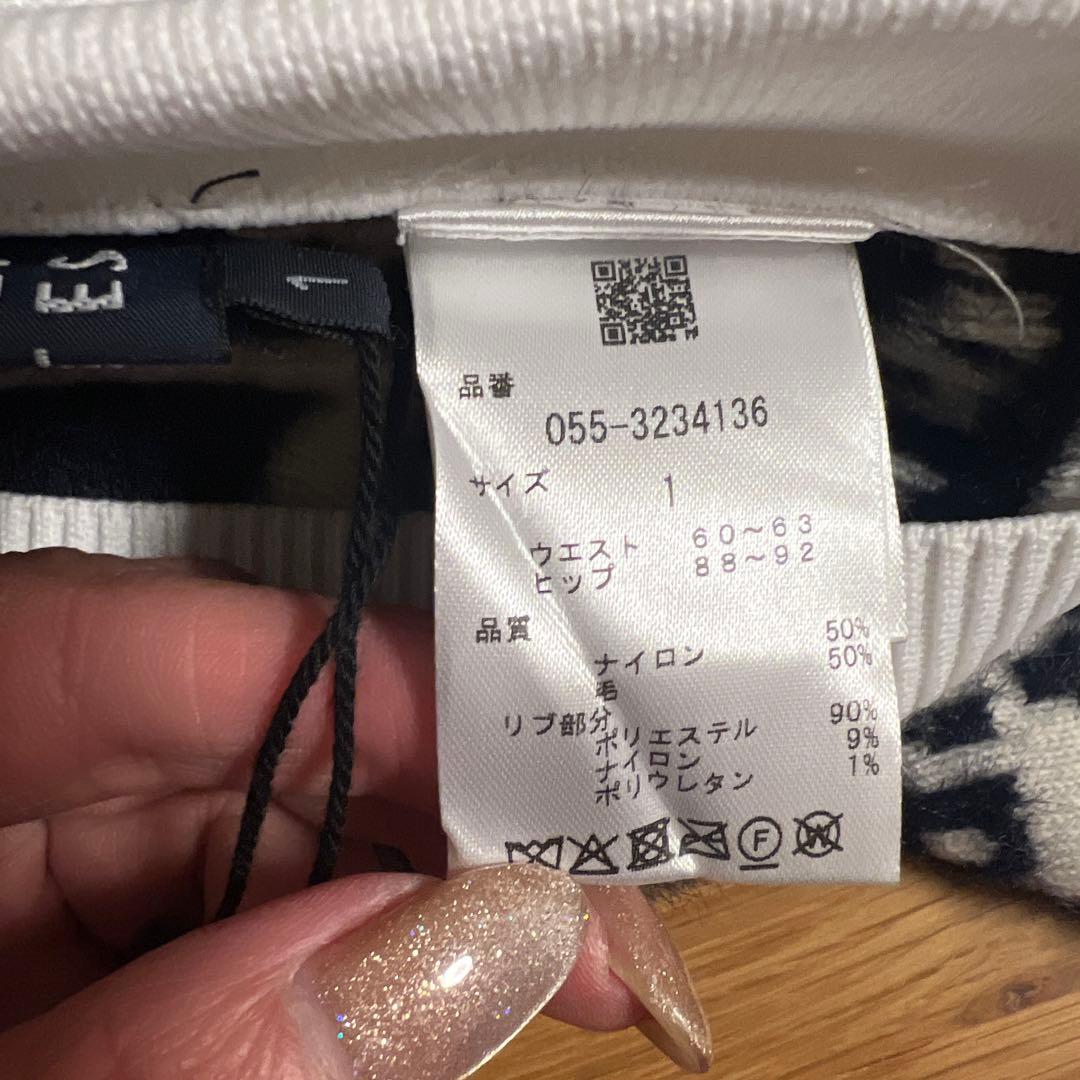 ES
1
品番
055-3234136
サイズ 1
ウエスト 60～63
ヒップ 88～92
品質
ナイロン 50%
毛 50%
リブ部分
ポリエステル 90%
ナイロン 9%
ポリウレタン 1%
F
W